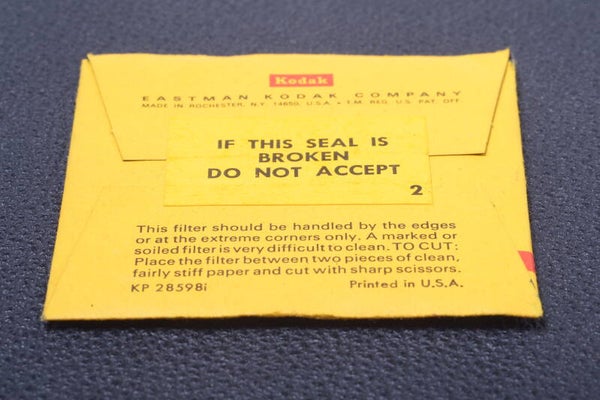 Kodak
EASTMAN KODAK COMPANY
MADE IN ROCHESTER, N.Y. 14650, U.S.A. • T.M. REG. U.S. PAT. OFF.
IF THIS SEAL IS
BROKEN
DO NOT ACCEPT
2
This filter should be handled by the edges
or at the extreme corners only. A marked or
soiled filter is very difficult to clean. TO CUT:
Place the filter between two pieces of clean,
fairly stiff paper and cut with sharp scissors.
KP 28598i Printed in U.S.A.